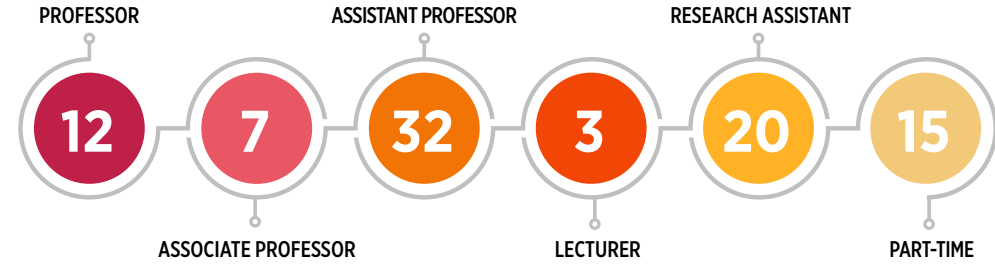 PROFESSOR
ASSISTANT PROFESSOR
RESEARCH ASSISTANT
12
7
32
3
20
15
ASSOCIATE PROFESSOR
LECTURER
PART-TIME